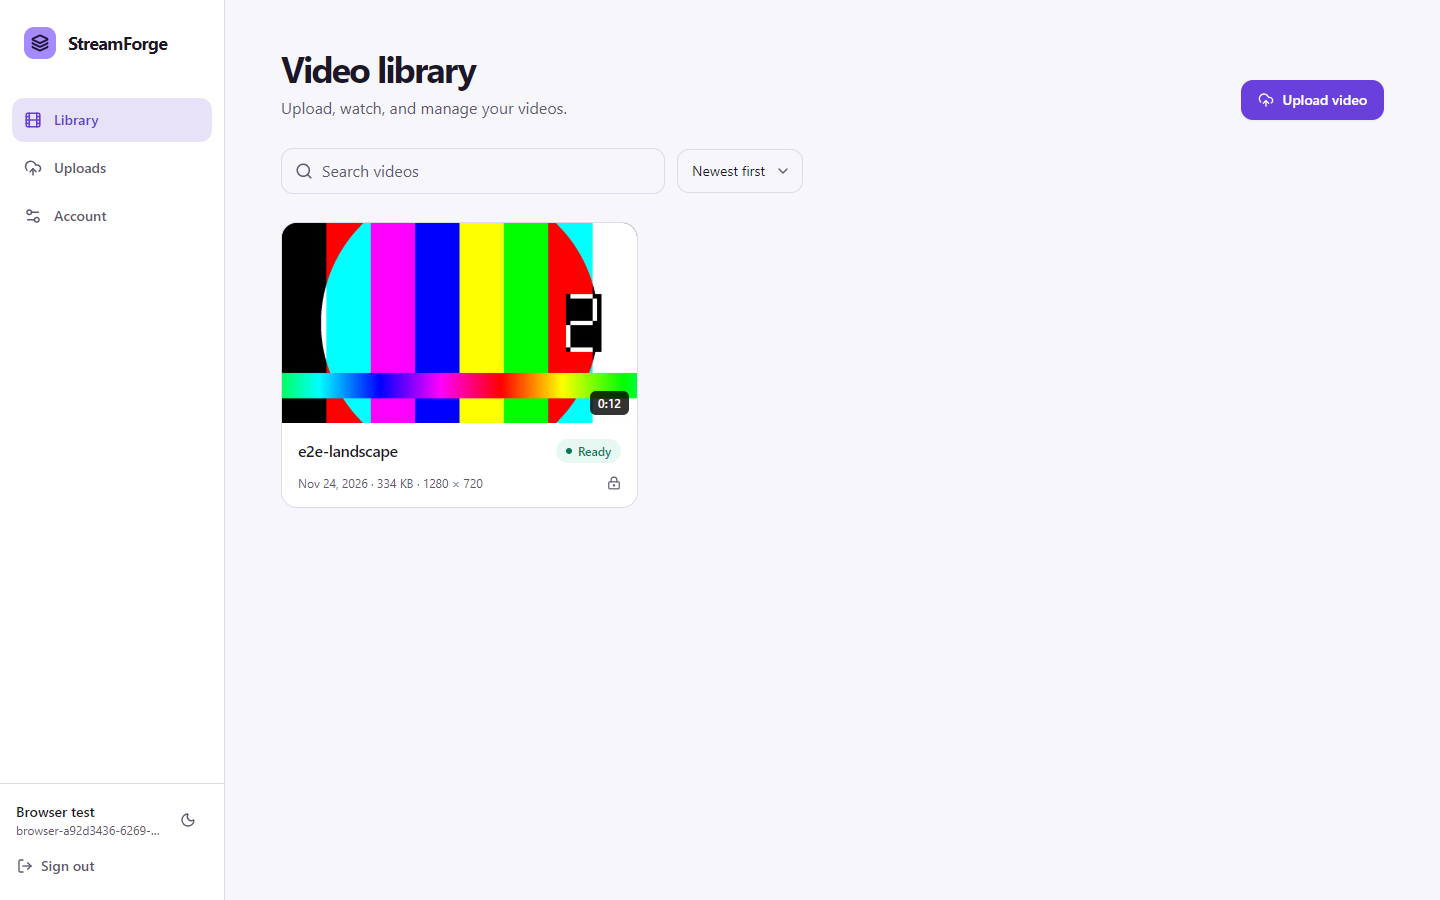 StreamForge
Library
Uploads
Account
Video library
Upload, watch, and manage your videos.
Upload video
Search videos
Newest first
2
0:12
e2e-landscape
Ready
Nov 24, 2026 · 334 KB · 1280 × 720
Browser test
browser-a92d3436-6269-...
Sign out